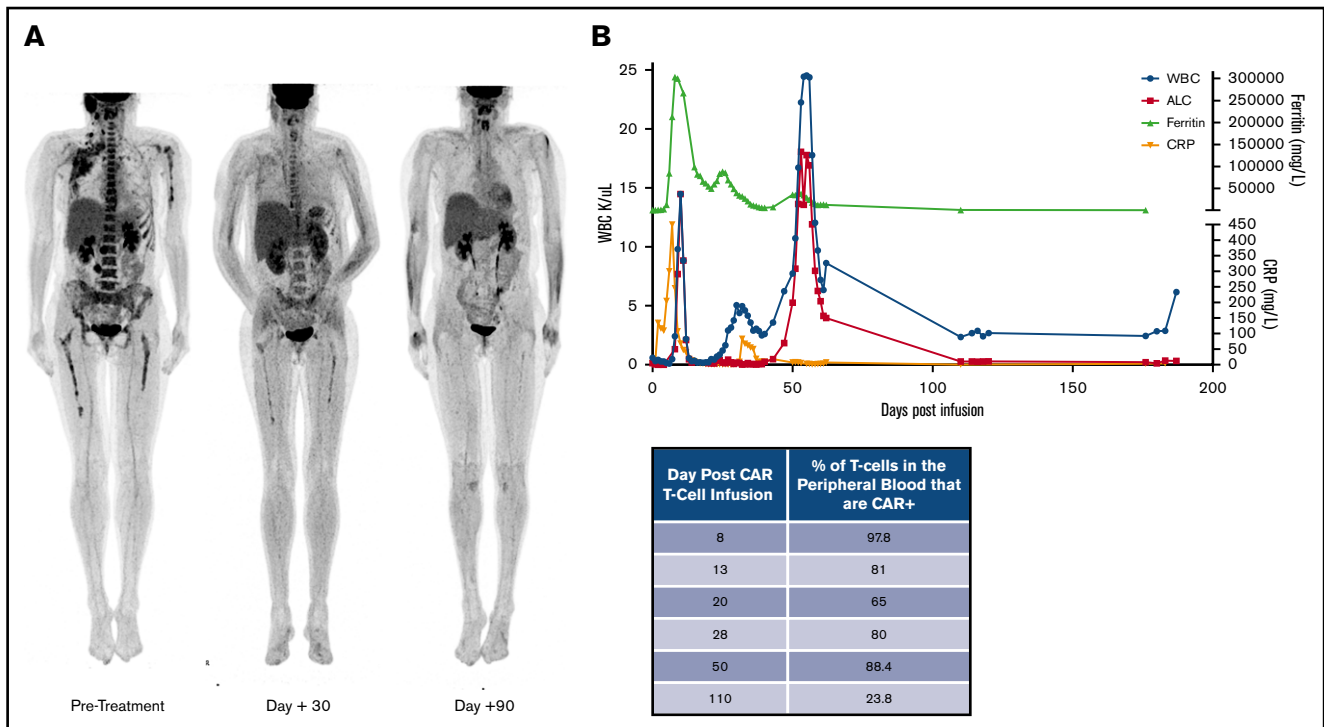 A
Pre-Treatment
Day + 30
Day +90
R
B
25
20
15
10
5
0
WBC K/uL
0
50
100
150
200
Days post infusion
WBC
ALC
Ferritin
CRP
300000
250000
200000
150000
100000
50000
Ferritin (mcg/L)
450
400
350
300
250
200
150
100
50
0
CRP (mg/L)
Day Post CAR
T-Cell Infusion
% of T-cells in the
Peripheral Blood that
are CAR+
8 97.8
13 81
20 65
28 80
50 88.4
110 23.8